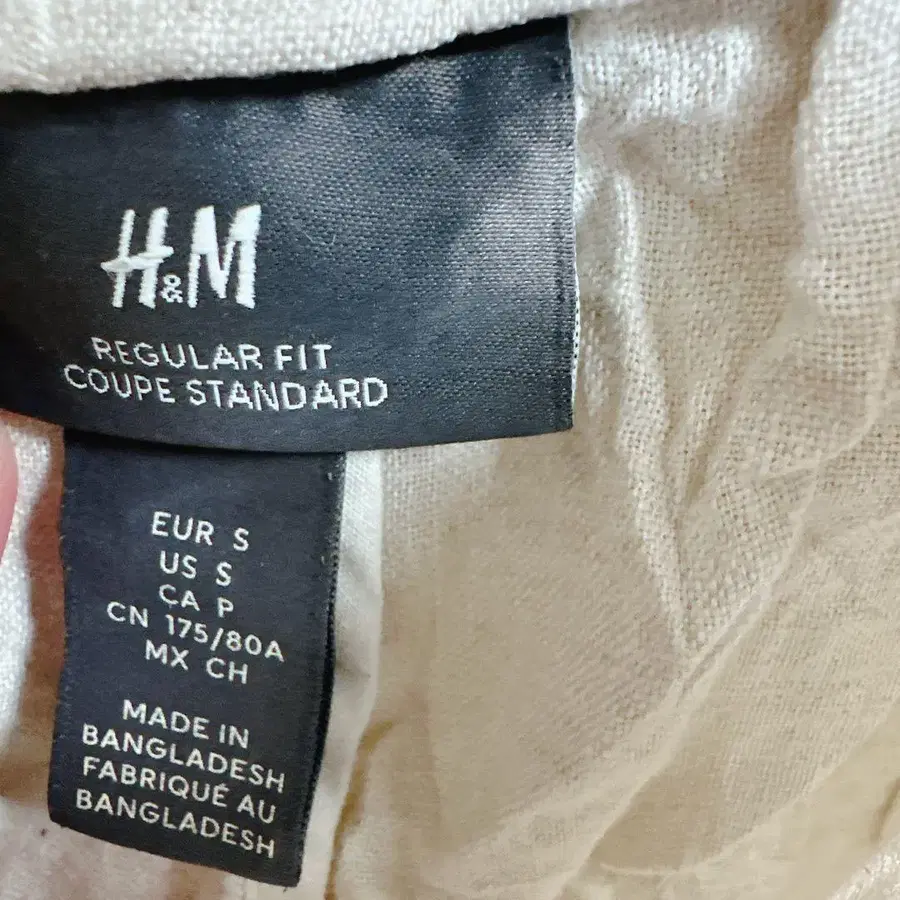 H&M
REGULAR FIT
COUPE STANDARD
EUR S
US S
CA P
CN 175/80A
MX CH
MADE IN
BANGLADESH
FABRIQUÉ AU
BANGLADESH